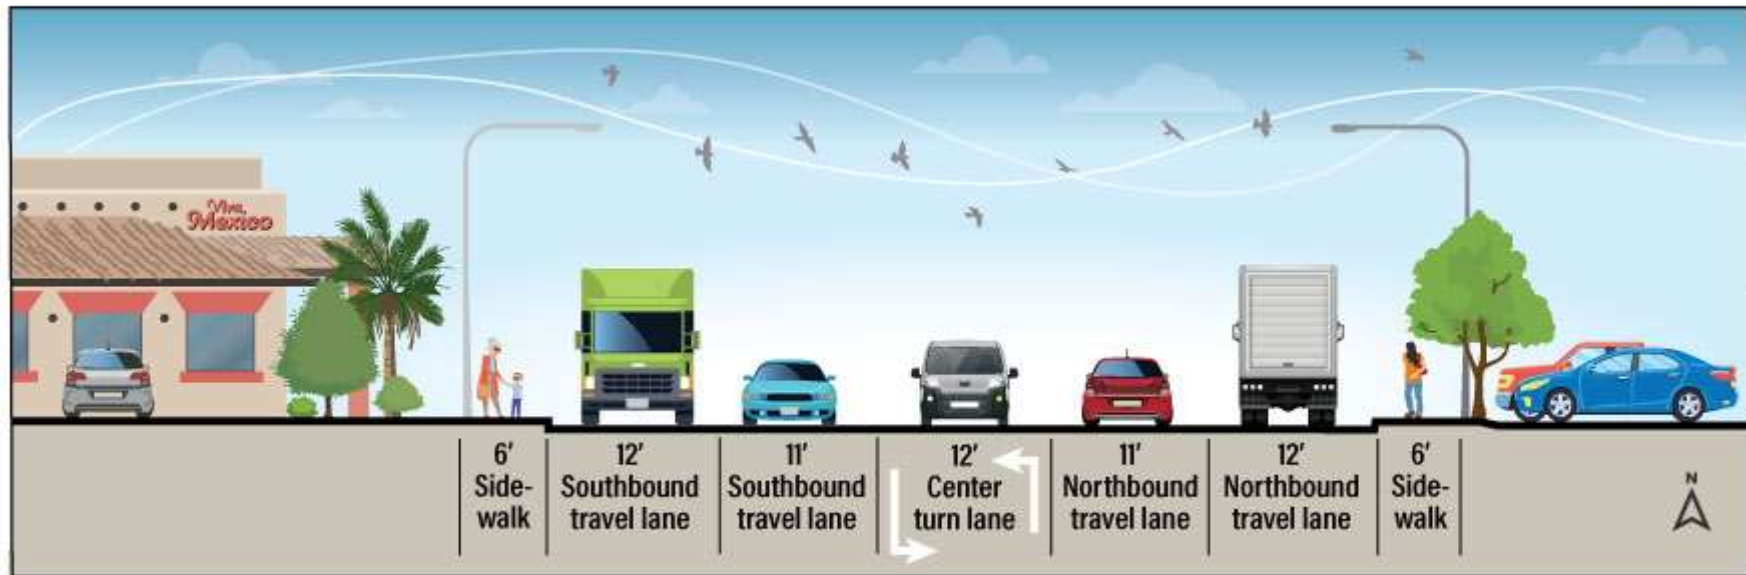 Viva,
Mexico
6'
Side-
walk
12'
Southbound
travel lane
11'
Southbound
travel lane
12'
Center
turn lane
11'
Northbound
travel lane
12'
Northbound
travel lane
6'
Side-
walk
N